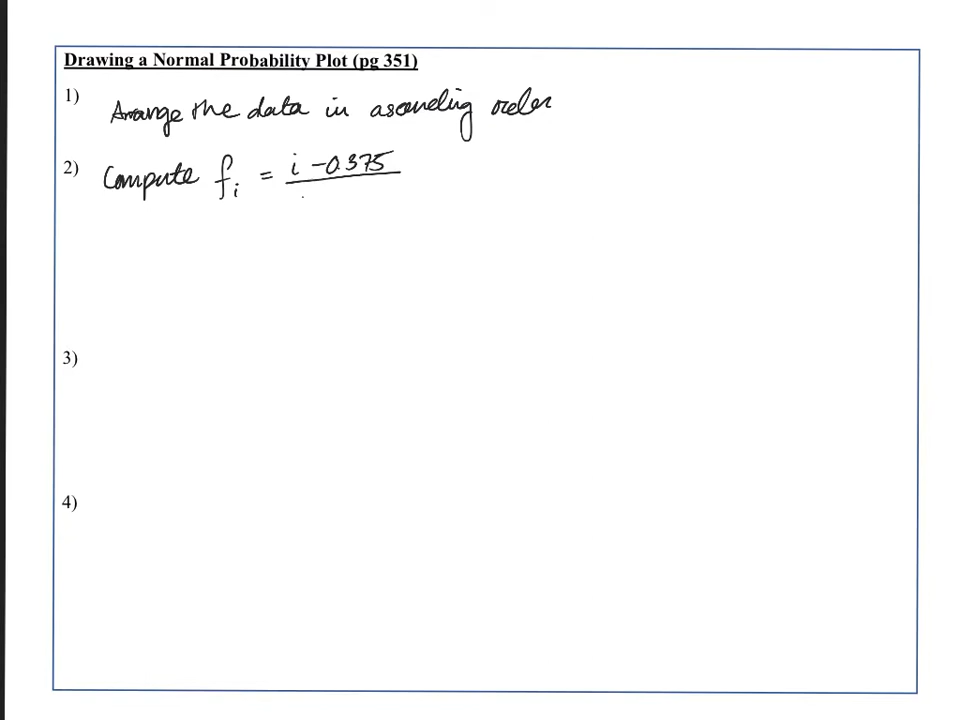 Drawing a Normal Probability Plot (pg 351)
1) Arrange the data in ascending order
2) Compute fᵢ = i - 0.375
3)
4)